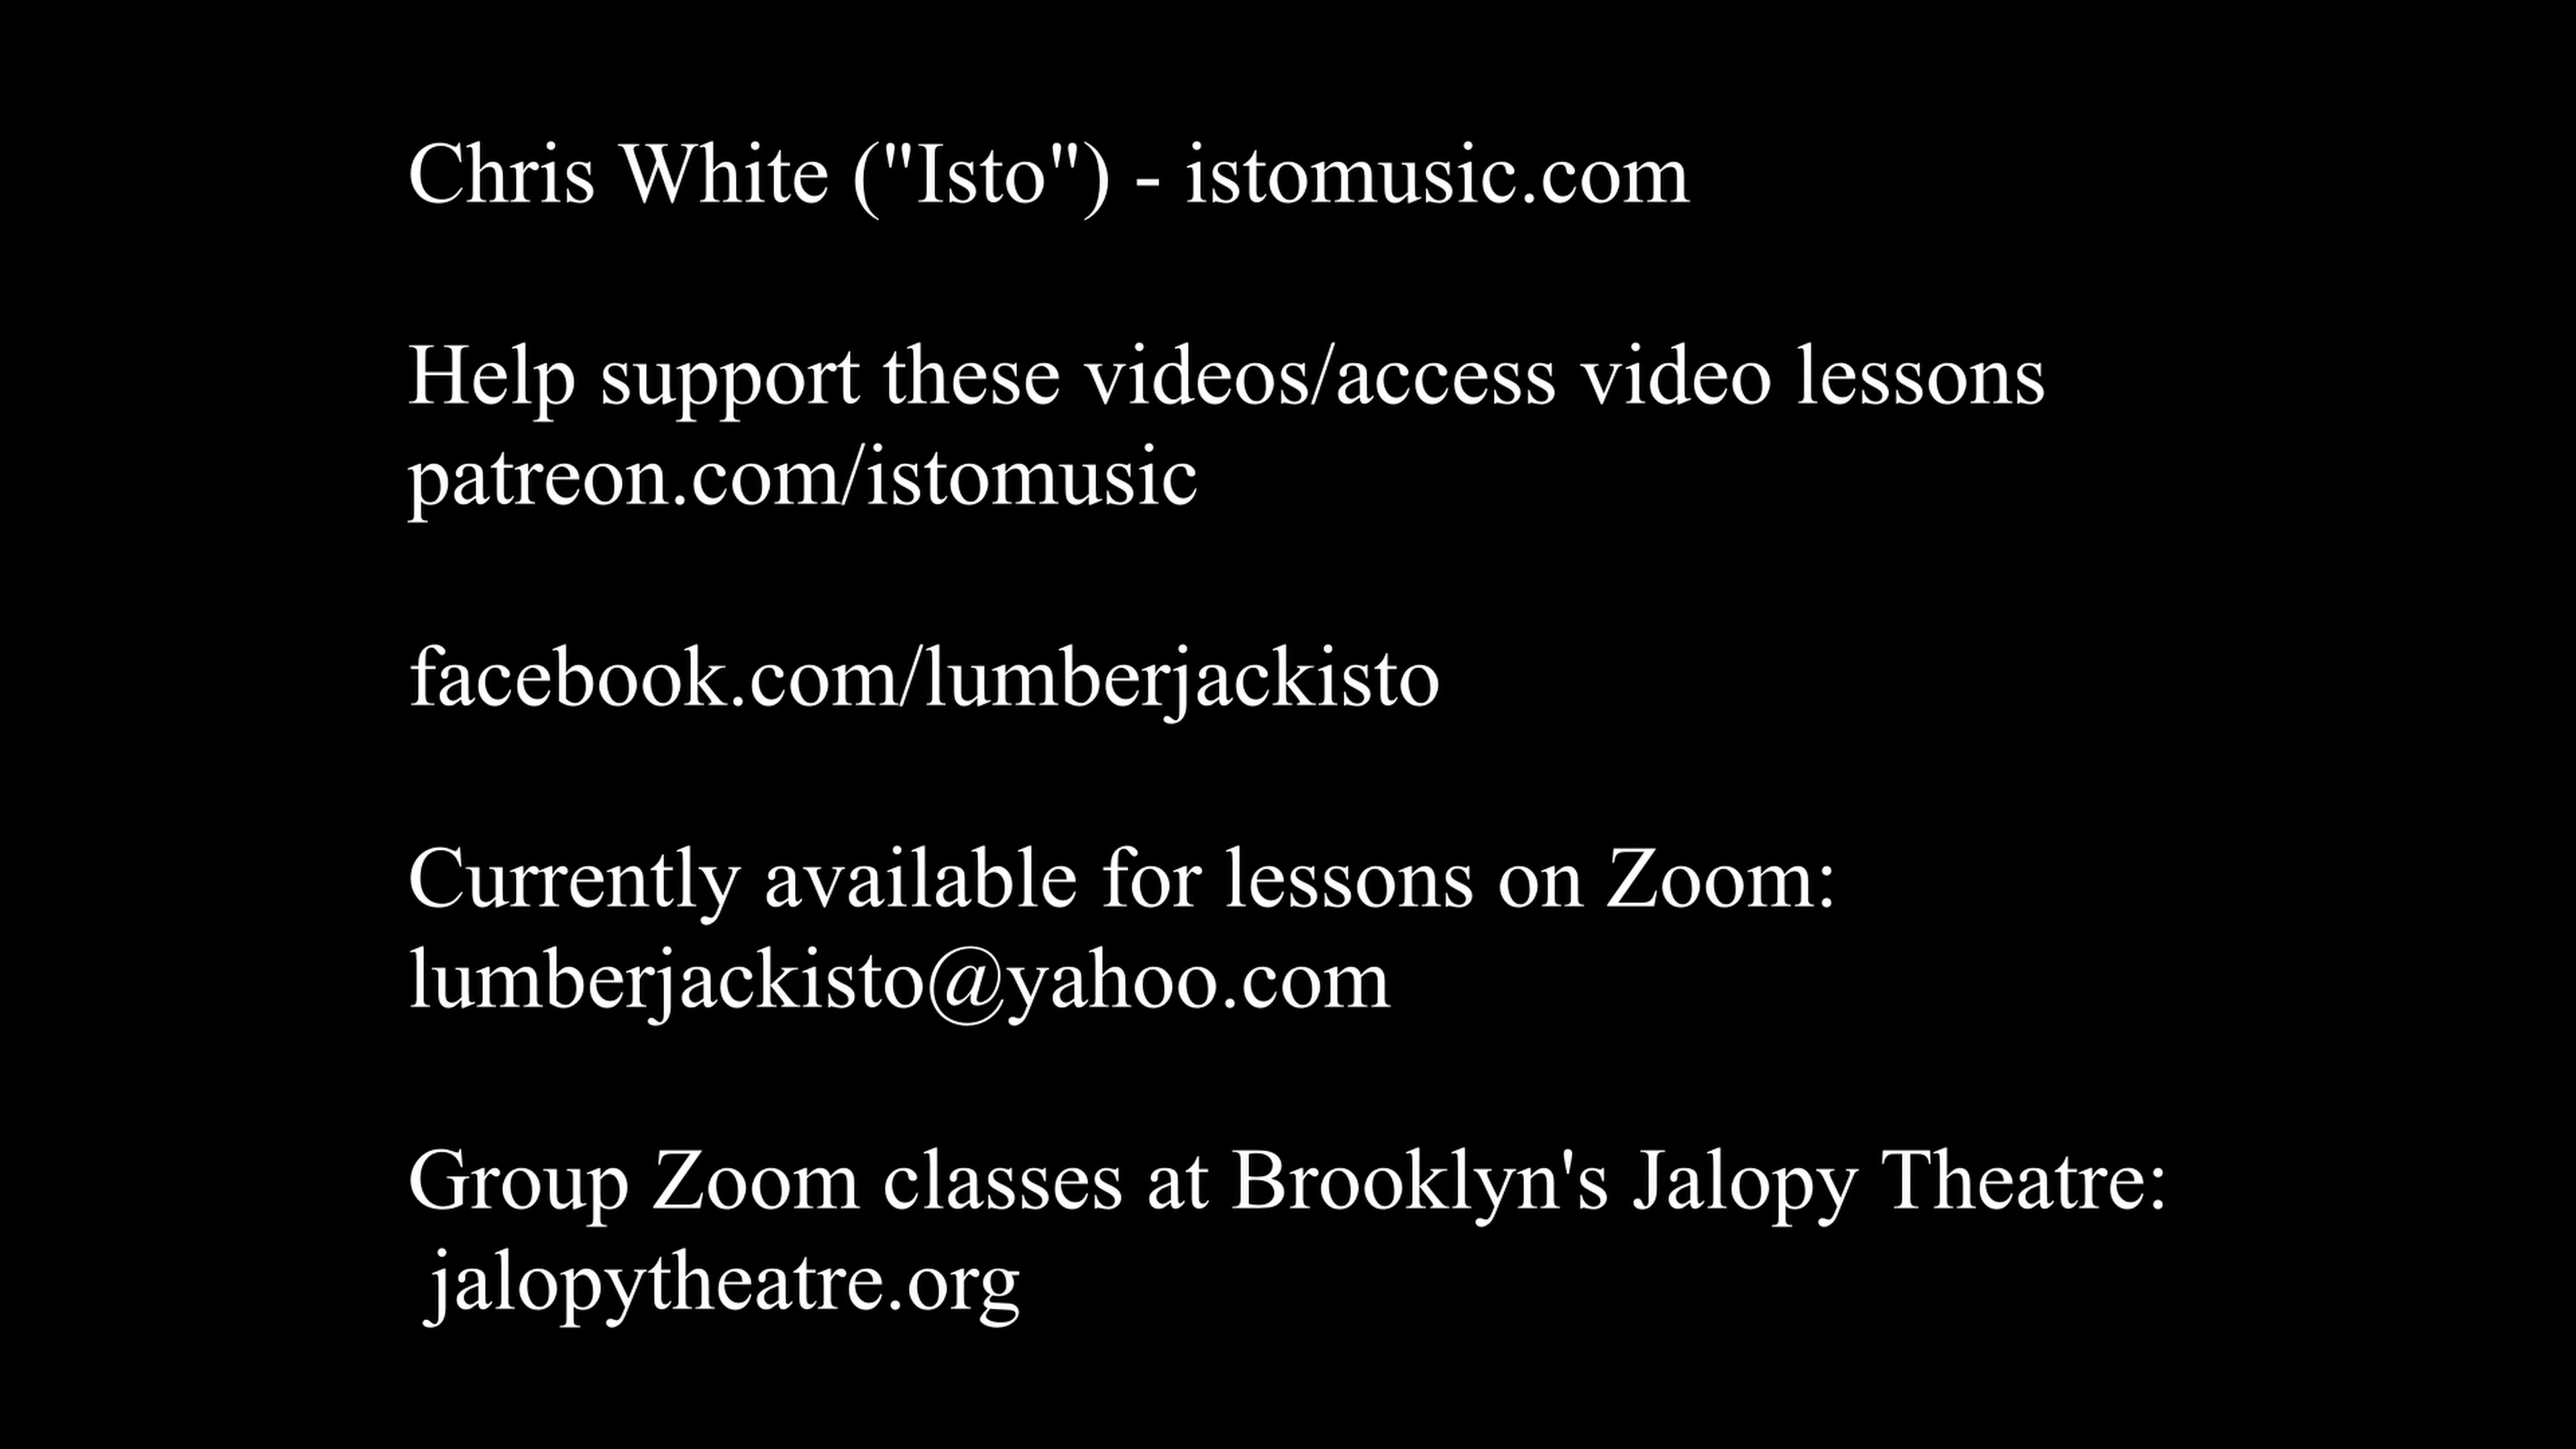 Chris White ("Isto") - istomusic.com
Help support these videos/access video lessons
patreon.com/istomusic
facebook.com/lumberjackisto
Currently available for lessons on Zoom:
lumberjackisto@yahoo.com
Group Zoom classes at Brooklyn's Jalopy Theatre:
jalopytheatre.org